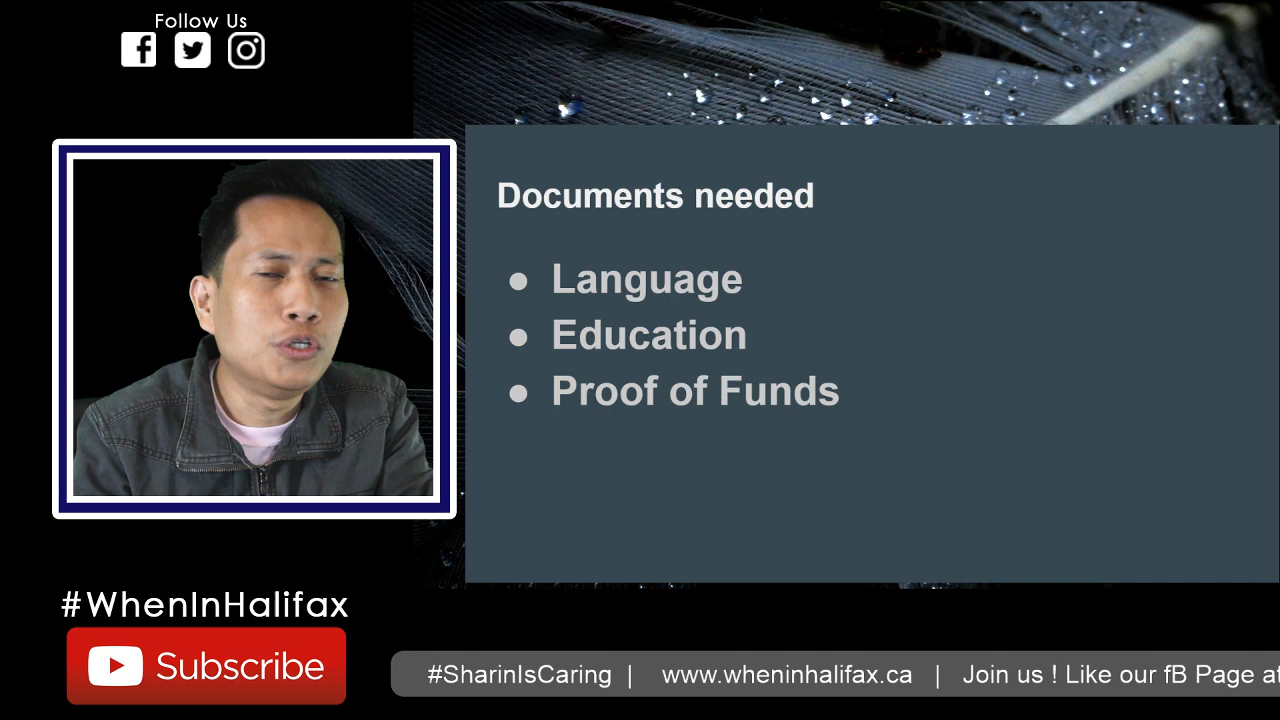 Follow Us
Documents needed
● Language
● Education
● Proof of Funds
#WhenInHalifax
Subscribe
#SharinIsCaring | www.wheninhalifax.ca | Join us ! Like our fB Page at